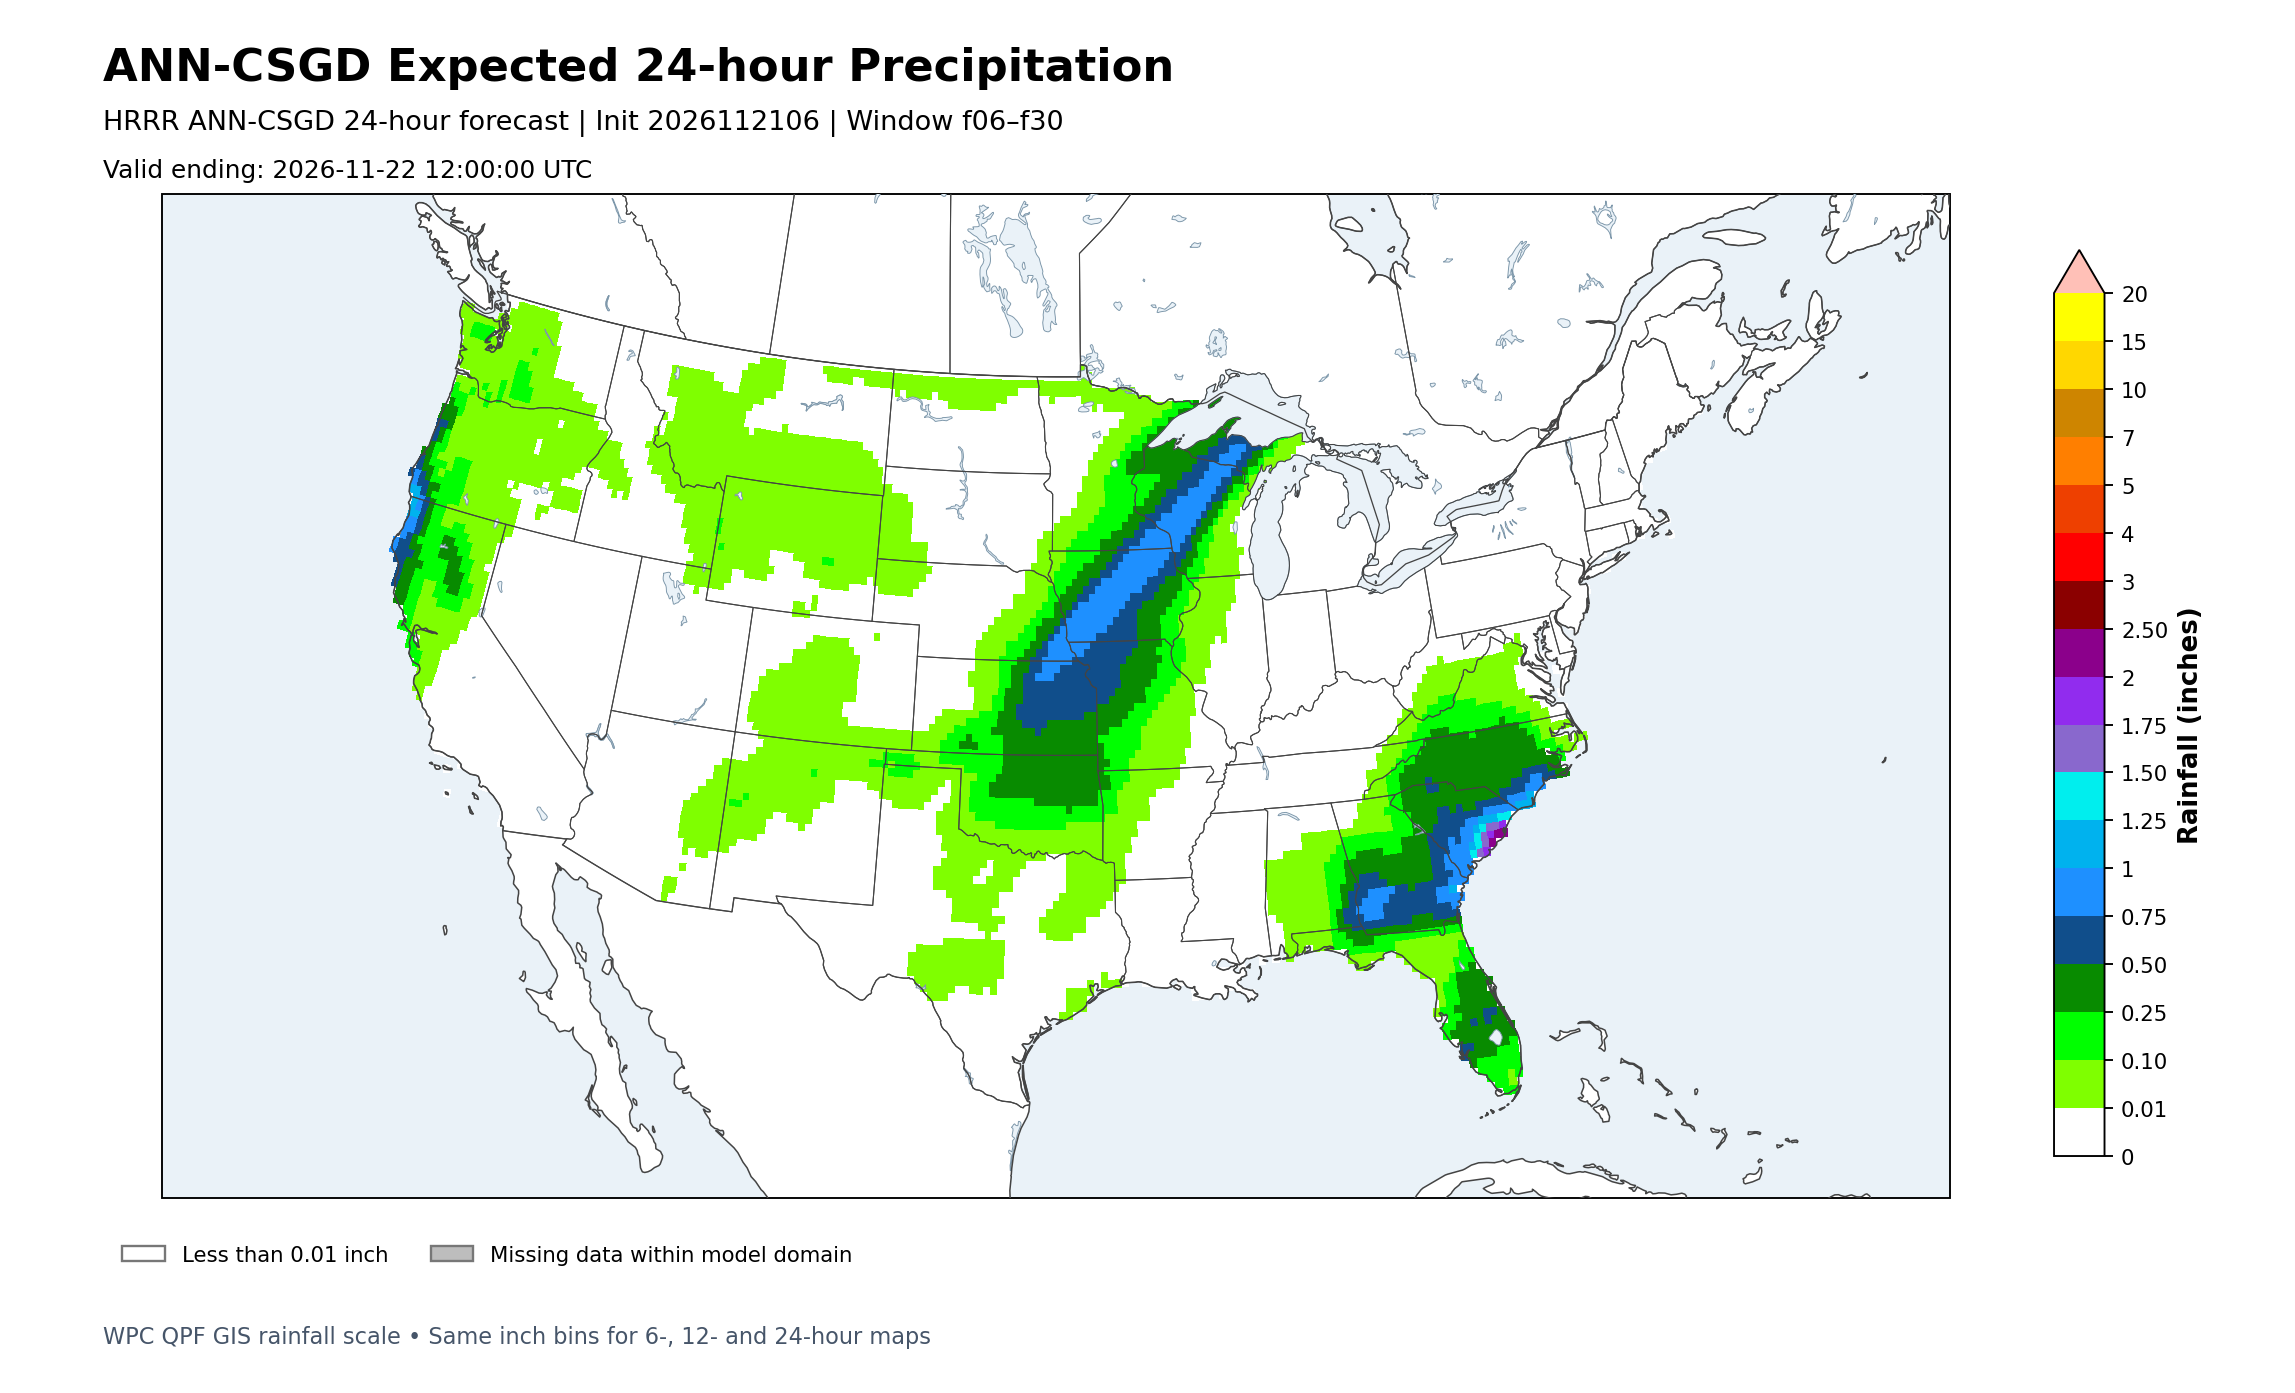 ANN-CSGD Expected 24-hour Precipitation
HRRR ANN-CSGD 24-hour forecast | Init 2026112106 | Window f06–f30
Valid ending: 2026-11-22 12:00:00 UTC
20
15
10
7
5
4
3
2.50
2
1.75
1.50
1.25
1
0.75
0.50
0.25
0.10
0.01
0
Rainfall (inches)
Less than 0.01 inch
Missing data within model domain
WPC QPF GIS rainfall scale • Same inch bins for 6-, 12- and 24-hour maps